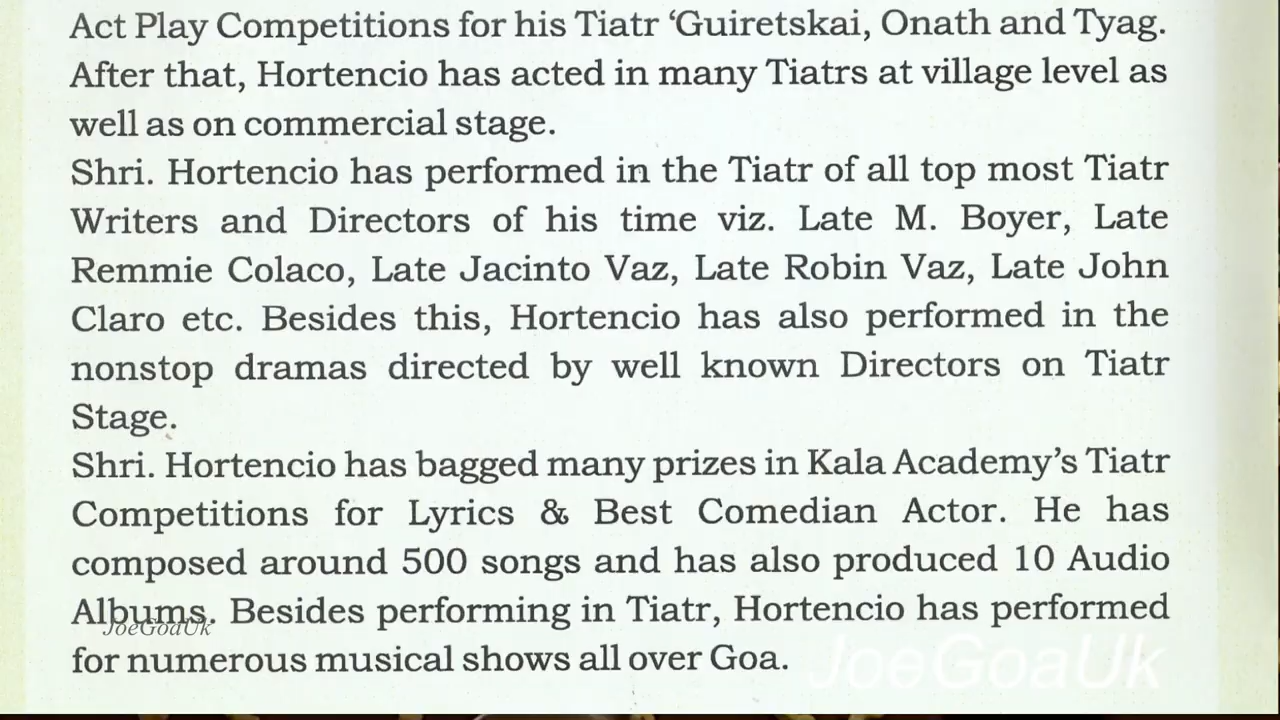 Act Play Competitions for his Tiatr ‘Guiretskai, Onath and Tyag.
After that, Hortencio has acted in many Tiatrs at village level as
well as on commercial stage.
Shri. Hortencio has performed in the Tiatr of all top most Tiatr
Writers and Directors of his time viz. Late M. Boyer, Late
Remmie Colaco, Late Jacinto Vaz, Late Robin Vaz, Late John
Claro etc. Besides this, Hortencio has also performed in the
nonstop dramas directed by well known Directors on Tiatr
Stage.
Shri. Hortencio has bagged many prizes in Kala Academy’s Tiatr
Competitions for Lyrics & Best Comedian Actor. He has
composed around 500 songs and has also produced 10 Audio
Albums. Besides performing in Tiatr, Hortencio has performed
JoeGoaUk
for numerous musical shows all over Goa.
JoeGoaUk